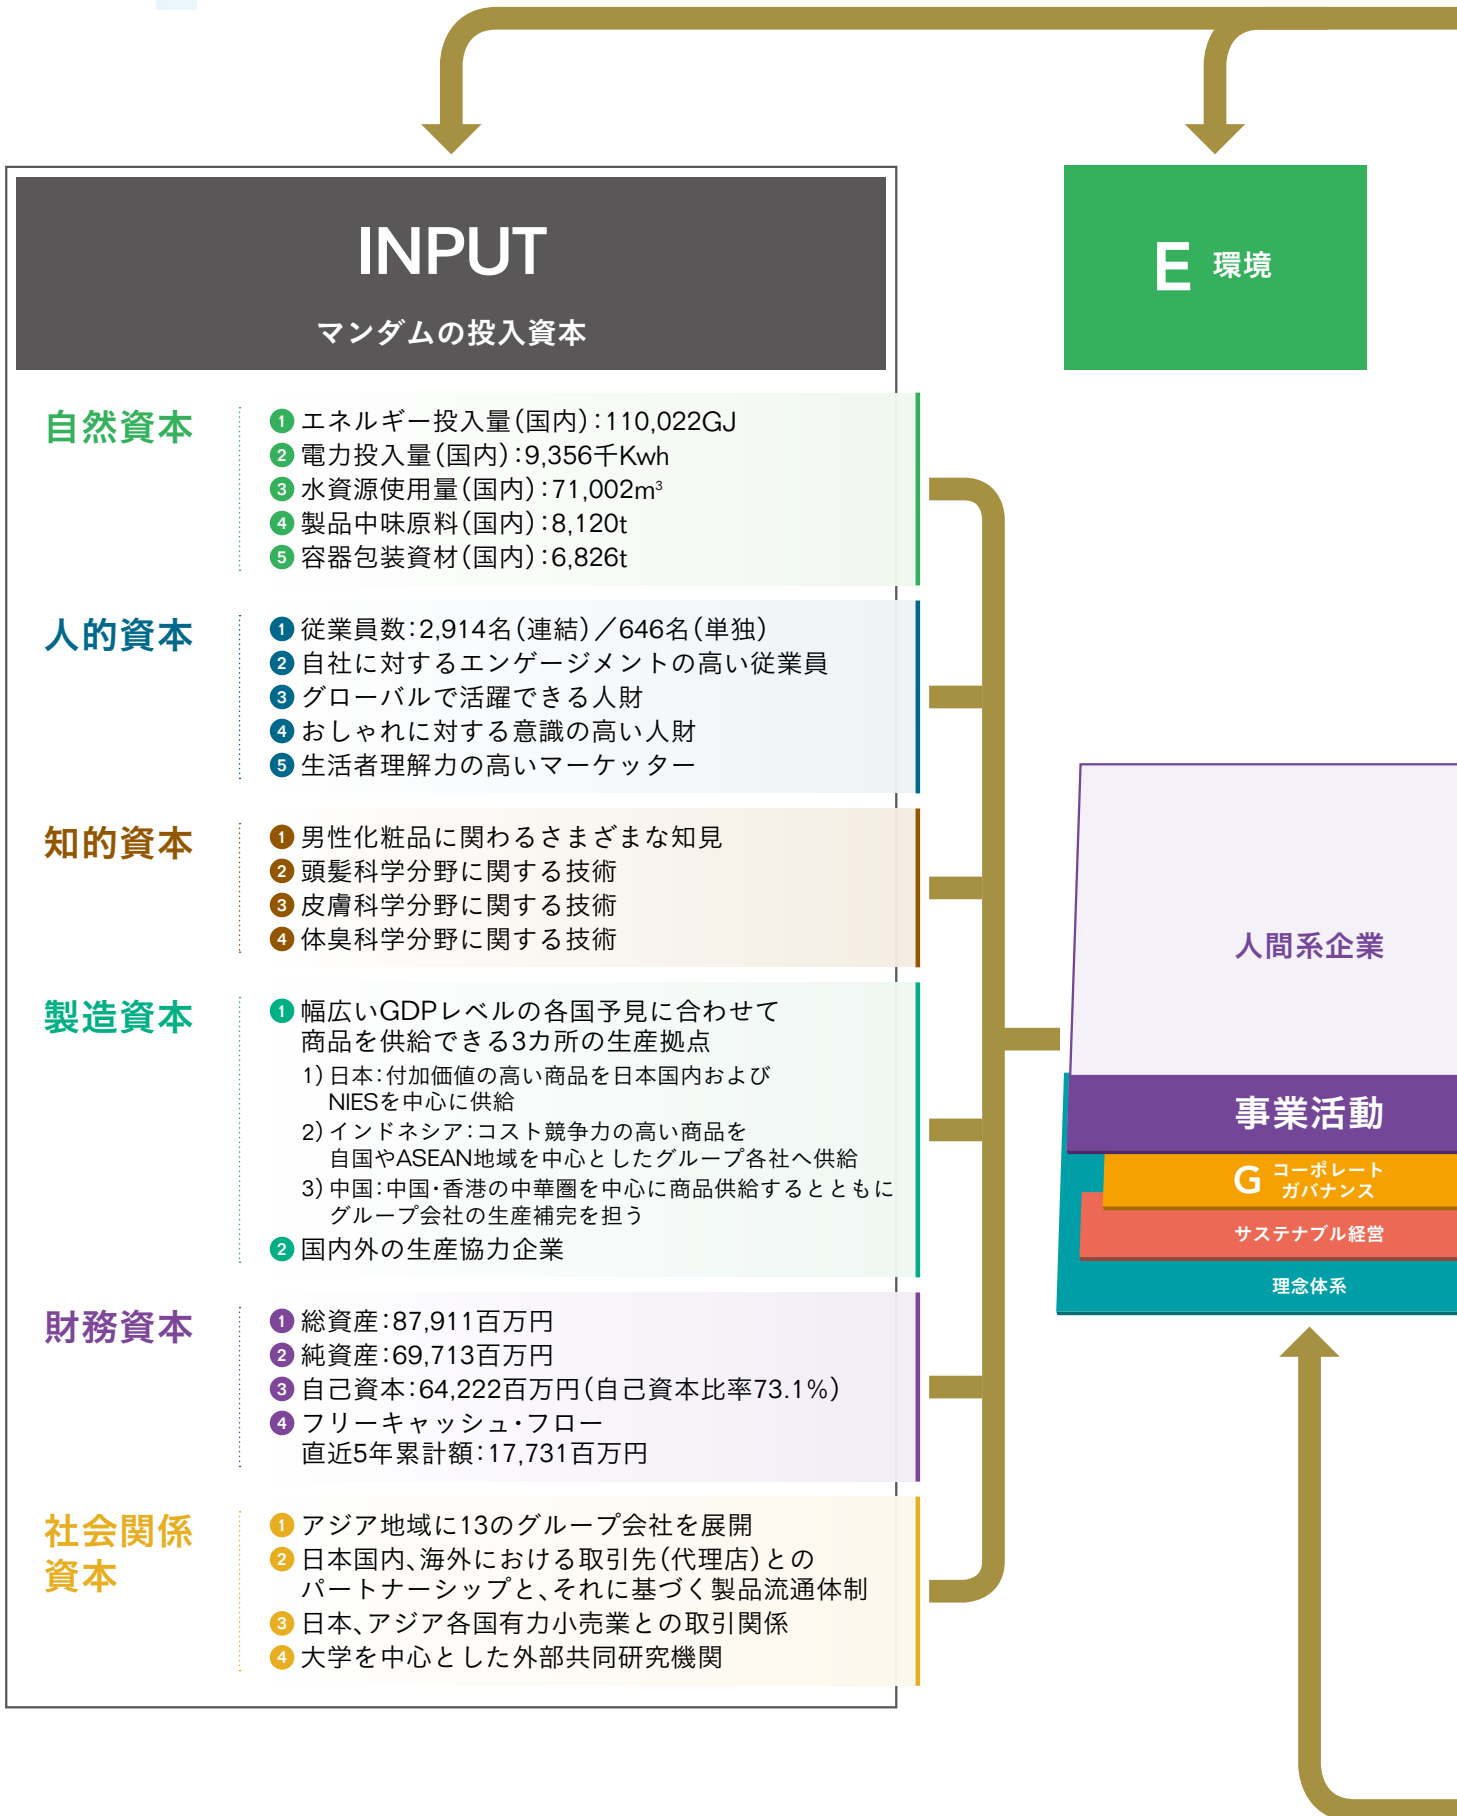 INPUT
マンダムの投入資本
E 環境
自然資本
1 エネルギー投入量(国内):110,022GJ
2 電力投入量(国内):9,356千Kwh
3 水資源使用量(国内):71,002m³
4 製品中味原料(国内):8,120t
5 容器包装資材(国内):6,826t
人的資本
1 従業員数:2,914名(連結)/646名(単独)
2 自社に対するエンゲージメントの高い従業員
3 グローバルで活躍できる人財
4 おしゃれに対する意識の高い人財
5 生活者理解力の高いマーケッター
知的資本
1 男性化粧品に関わるさまざまな知見
2 頭髪科学分野に関する技術
3 皮膚科学分野に関する技術
4 体臭科学分野に関する技術
製造資本
1 幅広いGDPレベルの各国予見に合わせて
商品を供給できる3カ所の生産拠点
1)日本:付加価値の高い商品を日本国内および
NIESを中心に供給
2)インドネシア:コスト競争力の高い商品を
自国やASEAN地域を中心としたグループ各社へ供給
3)中国:中国・香港の中華圏を中心に商品供給するとともに
グループ会社の生産補完を担う
2 国内外の生産協力企業
財務資本
1 総資産:87,911百万円
2 純資産:69,713百万円
3 自己資本:64,222百万円(自己資本比率73.1%)
4 フリーキャッシュ・フロー
直近5年累計額:17,731百万円
社会関係
資本
1 アジア地域に13のグループ会社を展開
2 日本国内、海外における取引先(代理店)との
パートナーシップと、それに基づく製品流通体制
3 日本、アジア各国有力小売業との取引関係
4 大学を中心とした外部共同研究機関
人間系企業
事業活動
G コーポレート
ガバナンス
サステナブル経営
理念体系